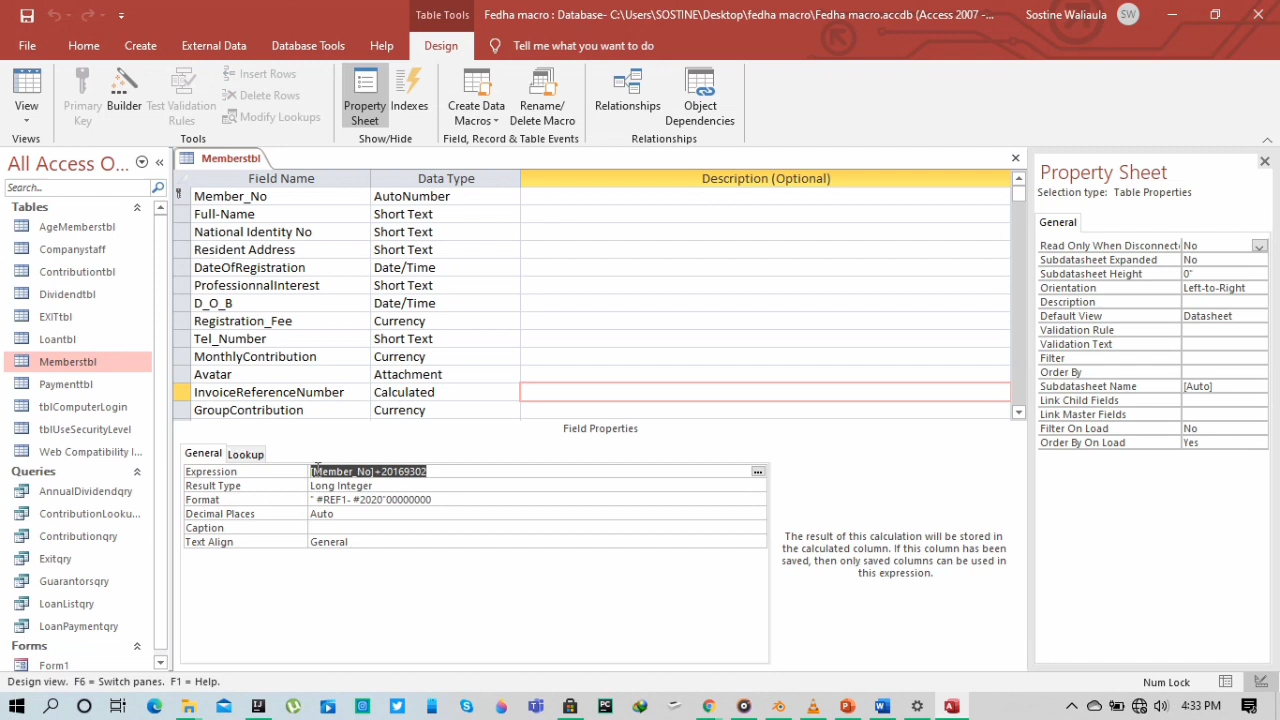 Table Tools
Fedha macro : Database- C:\Users\SOSTINE\Desktop\fedha macro\Fedha macro.accdb (Access 2007 -...
Sostine Waliaula
SW
File
Home
Create
External Data
Database Tools
Help
Design
Tell me what you want to do
View
Primary Key
Builder
Test Validation Rules
Insert Rows
Delete Rows
Modify Lookups
Property Sheet
Indexes
Create Data Macros
Rename/ Delete Macro
Relationships
Object Dependencies
Views
Tools
Show/Hide
Field, Record & Table Events
Relationships
All Access O...
Search...
Tables
AgeMemberstbl
Companystaff
Contributiontbl
Dividendtbl
EXITtbl
Loantbl
Memberstbl
Paymenttbl
tblComputerLogin
tblUseSecurityLevel
Web Compatibility I...
Queries
AnnualDividendqry
ContributionLooku...
Contributionqry
Exitqry
Guarantorsqry
LoanListqry
LoanPaymentqry
Forms
Form1
Memberstbl
Field Name Data Type Description (Optional)
Member_No AutoNumber
Full-Name Short Text
National Identity No Short Text
Resident Address Short Text
DateOfRegistration Date/Time
ProfessionnalInterest Short Text
D_O_B Date/Time
Registration_Fee Currency
Tel_Number Short Text
MonthlyContribution Currency
Avatar Attachment
InvoiceReferenceNumber Calculated
GroupContribution Currency
Field Properties
General Lookup
Expression [Member_No]+20169302
Result Type Long Integer
Format " #REF1- #2020"00000000
Decimal Places Auto
Caption
Text Align General
The result of this calculation will be stored in
the calculated column. If this column has been
saved, then only saved columns can be used in
this expression.
Property Sheet
Selection type: Table Properties
General
Read Only When Disconnecte No
Subdatasheet Expanded No
Subdatasheet Height 0"
Orientation Left-to-Right
Description
Default View Datasheet
Validation Rule
Validation Text
Filter
Order By
Subdatasheet Name [Auto]
Link Child Fields
Link Master Fields
Filter On Load No
Order By On Load Yes
Design view. F6 = Switch panes. F1 = Help.
Num Lock
4:33 PM